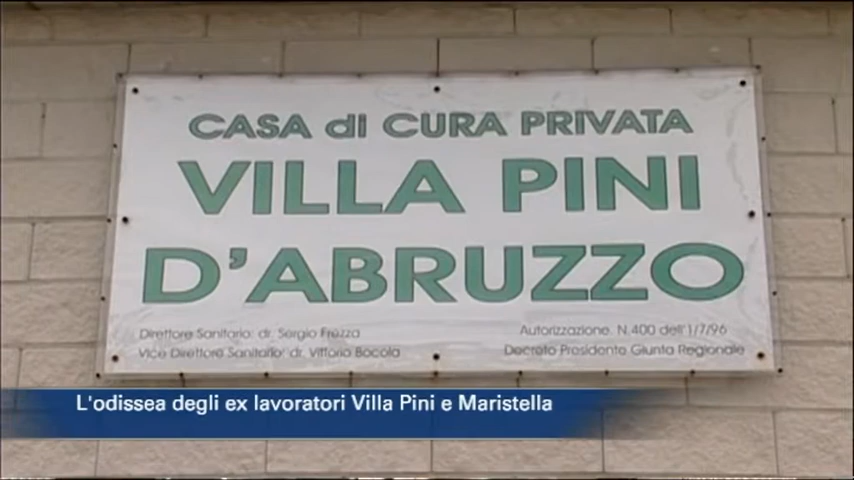 CASA di CURA PRIVATA
VILLA PINI
D'ABRUZZO
Direttore Sanitario: dr. Sergio Frezza
Autorizzazione. N.400 dell'1/7/96
Vice Direttore Sanitario: dr. Vittorio Bocola
Decreto Presidente Giunta Regionale
L'odissea degli ex lavoratori Villa Pini e Maristella